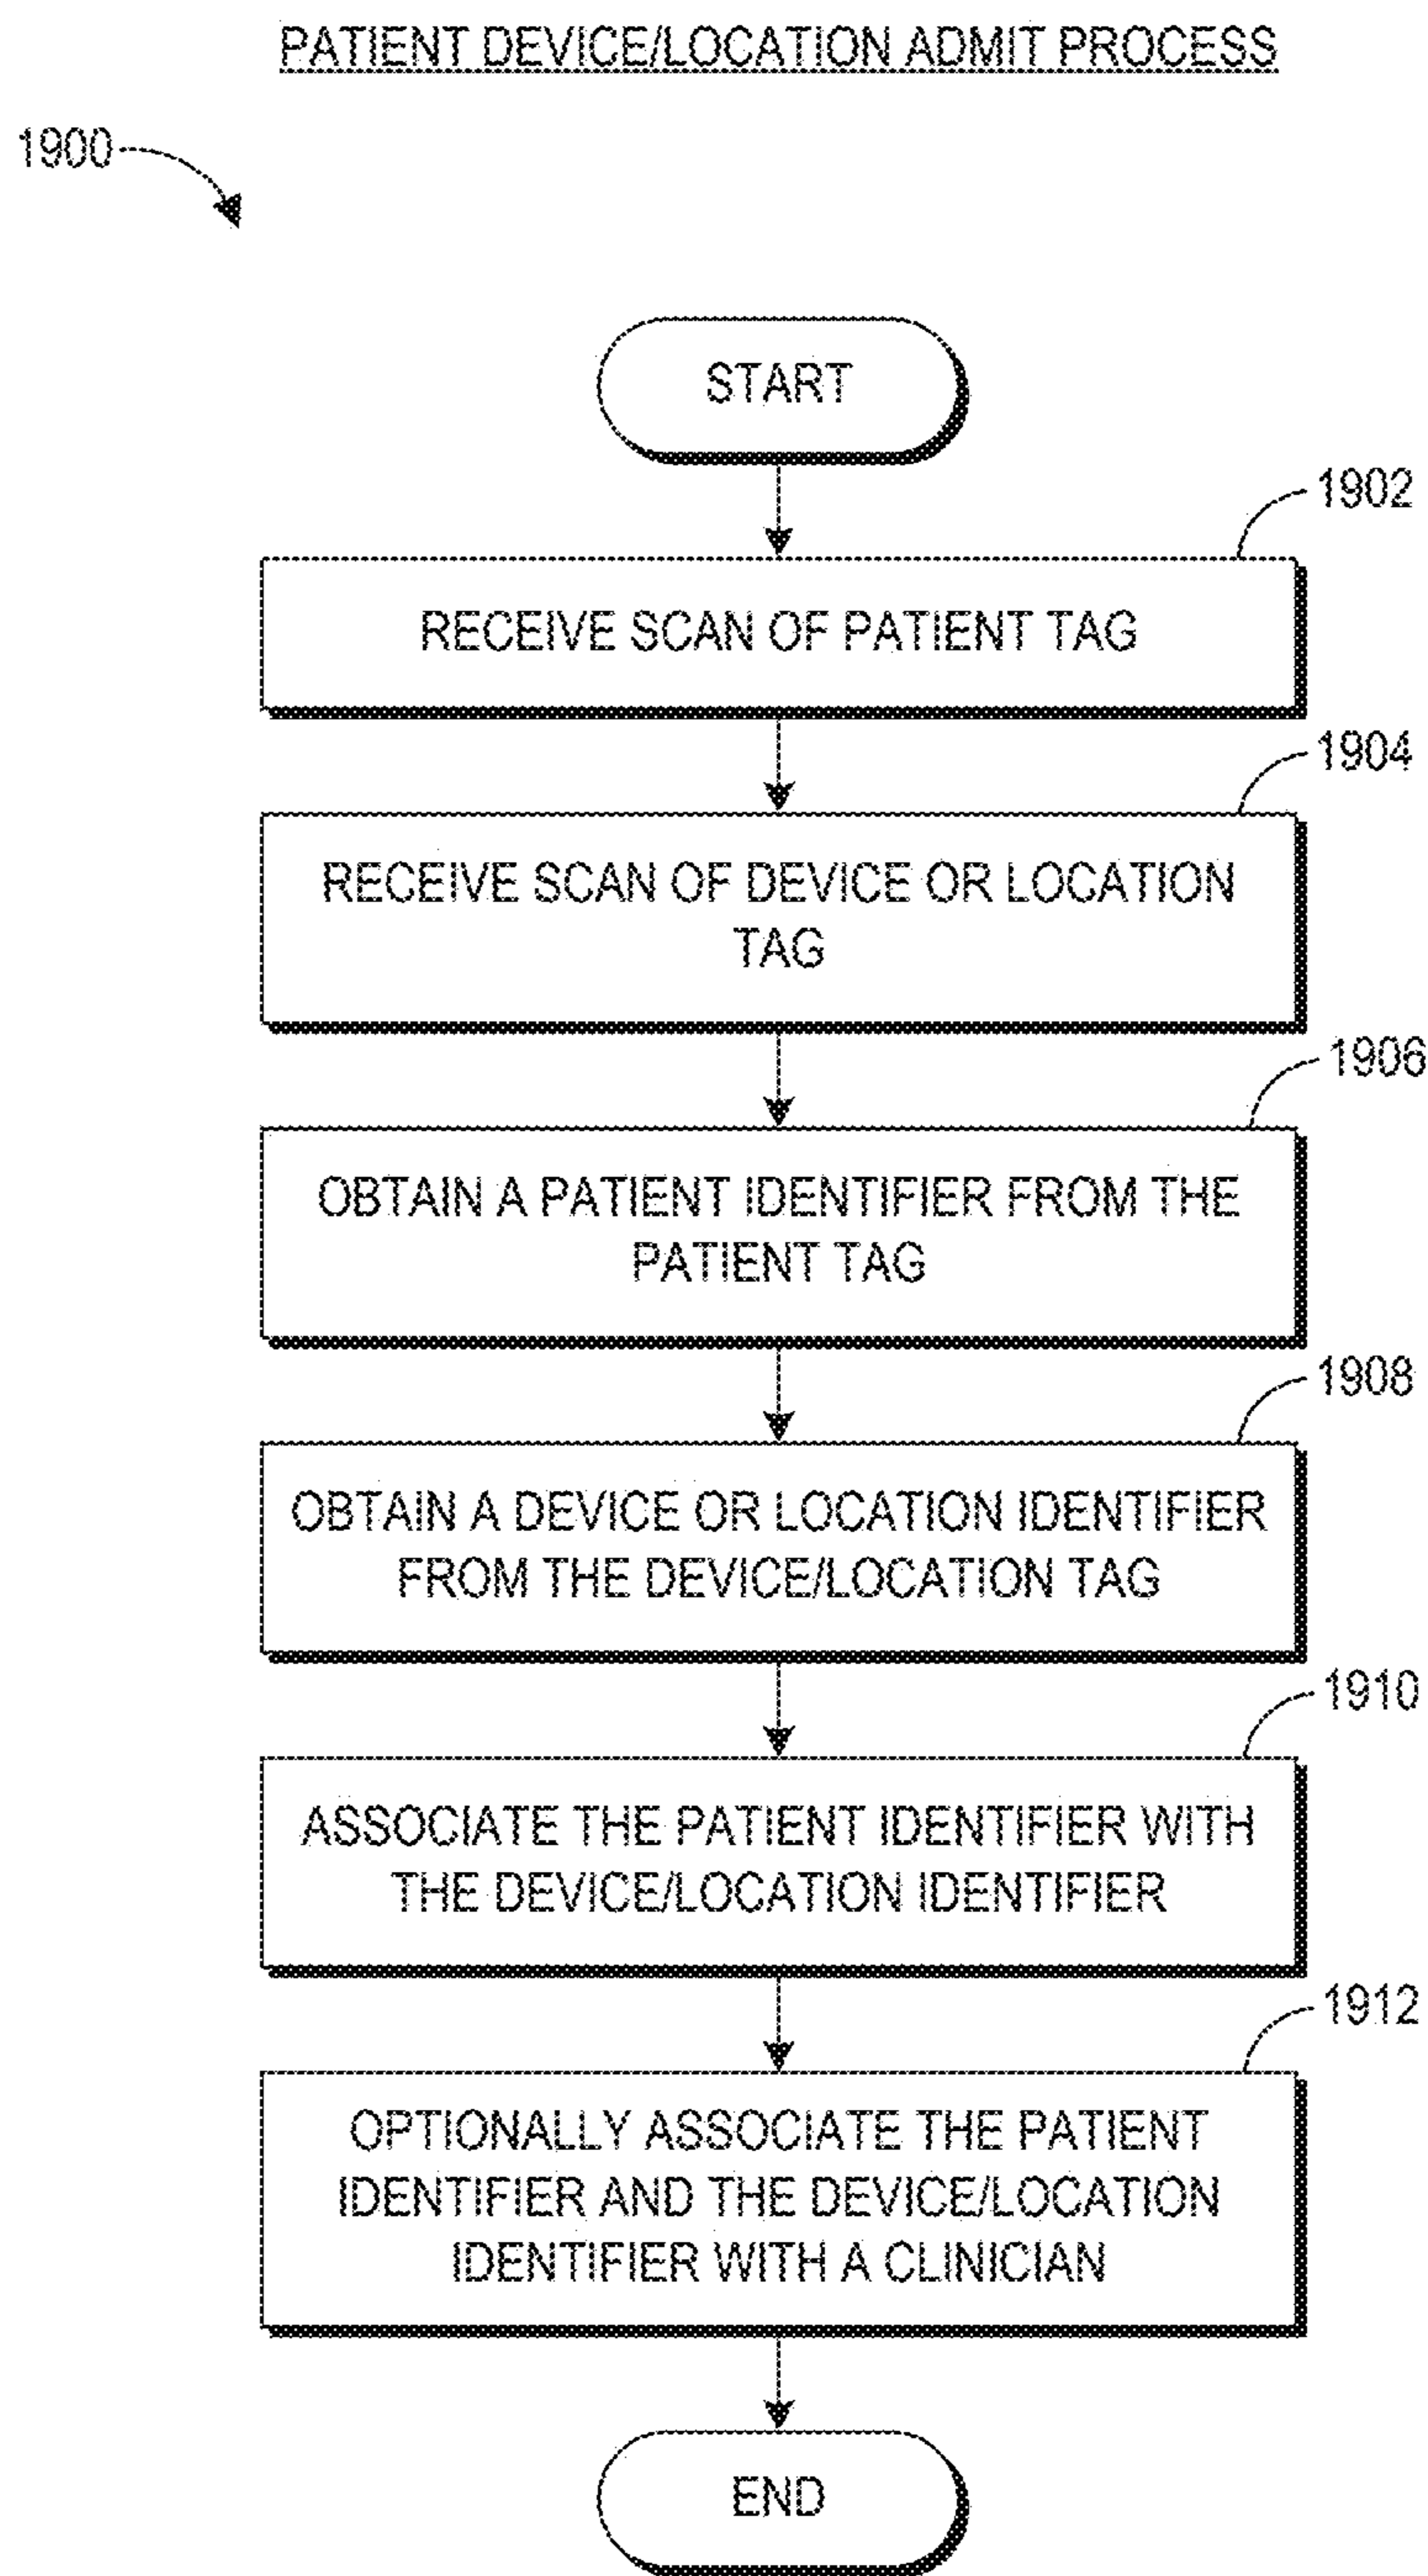 PATIENT DEVICE/LOCATION ADMIT PROCESS
1900
START
1902
RECEIVE SCAN OF PATIENT TAG
1904
RECEIVE SCAN OF DEVICE OR LOCATION
TAG
1906
OBTAIN A PATIENT IDENTIFIER FROM THE
PATIENT TAG
1908
OBTAIN A DEVICE OR LOCATION IDENTIFIER
FROM THE DEVICE/LOCATION TAG
1910
ASSOCIATE THE PATIENT IDENTIFIER WITH
THE DEVICE/LOCATION IDENTIFIER
1912
OPTIONALLY ASSOCIATE THE PATIENT
IDENTIFIER AND THE DEVICE/LOCATION
IDENTIFIER WITH A CLINICIAN
END